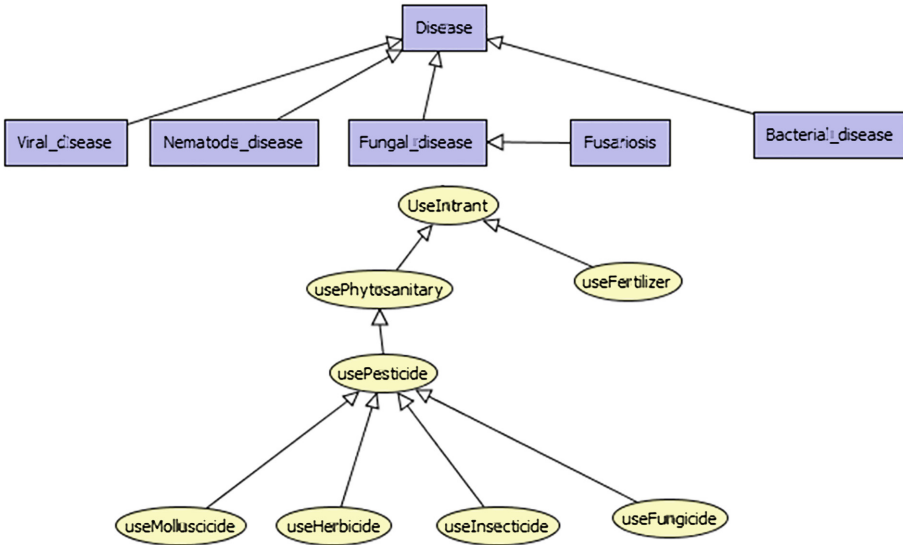 Disease
Viral_disease
Nematode_disease
Fungal_disease
Fusariosis
Bacterial_disease
UseIntrant
usePhytosanitary
useFertilizer
usePesticide
useMolluscicide
useHerbicide
useInsecticide
useFungicide